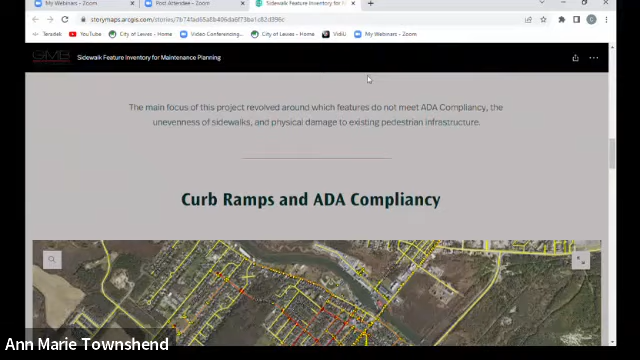 My Webinars - Zoom
Post Attendee - Zoom
Sidewalk Feature Inventory for
storymaps.arcgis.com/stories/
Teradek
YouTube
City of Lewes - Home
Video Conferencing...
City of Lewes - Home
VidiU
My Webinars - Zoom
GMB
Sidewalk Feature Inventory for Maintenance Planning
The main focus of this project revolved around which features do not meet ADA Compliancy, the
unevenness of sidewalks, and physical damage to existing pedestrian infrastructure.
Curb Ramps and ADA Compliancy
Ann Marie Townshend